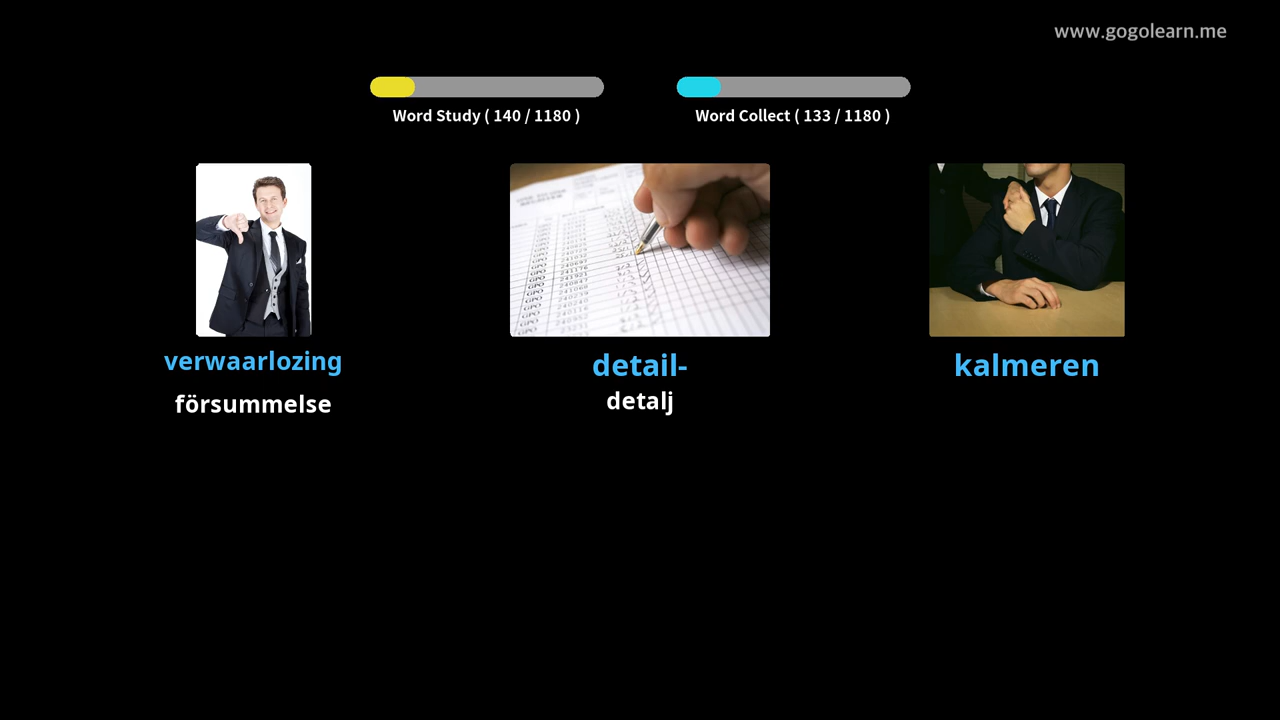 www.gogolearn.me
Word Study ( 140 / 1180 )
Word Collect ( 133 / 1180 )
verwaarlozing
försummelse
detail-
detalj
kalmeren